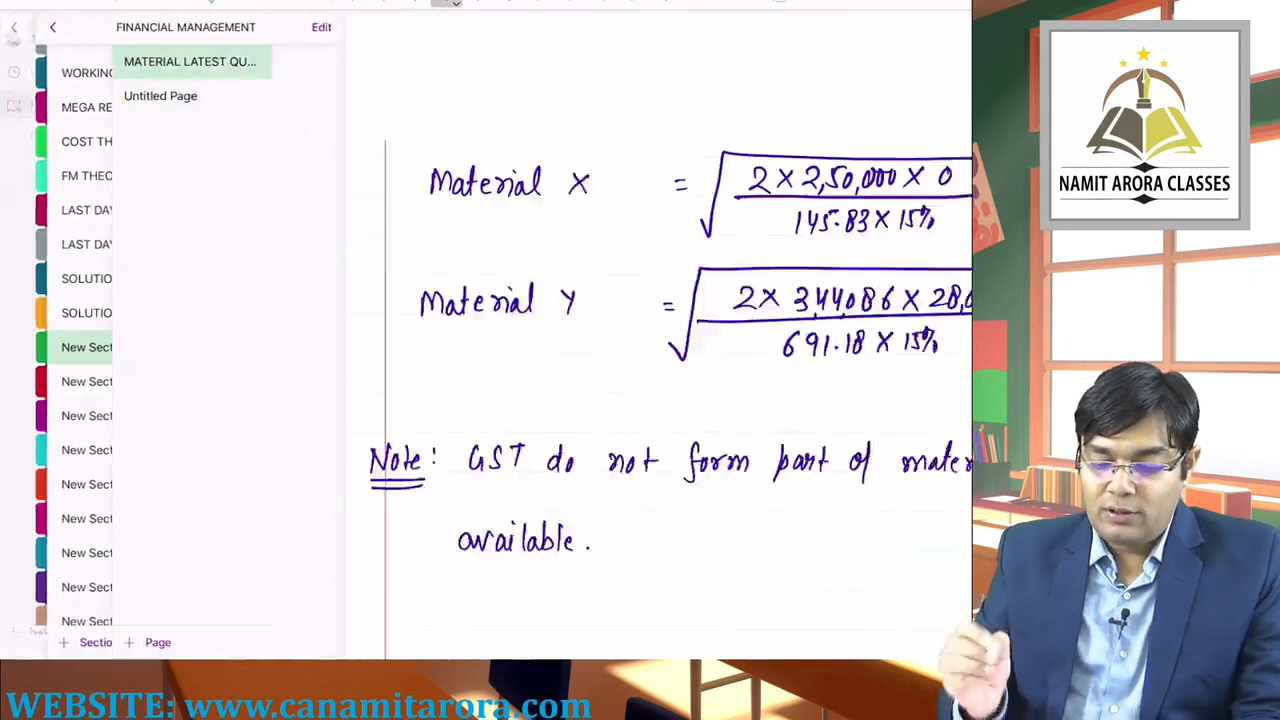 FINANCIAL MANAGEMENT
Edit
MATERIAL LATEST QU...
Untitled Page
WORKING
MEGA RE
COST TH
FM THEO
LAST DAY
LAST DAY
SOLUTIO
SOLUTIO
New Sect
New Sect
New Sect
New Sect
New Sect
New Sect
New Sect
New Sect
New Sect
+ Sectio
+ Page
Material X = √ 2 × 2,50,000 × 0
145.83 × 15%
Material Y = √ 2 × 3,44,086 × 28,0
691.18 × 15%
Note: GST do not form part of mater
available.
NAMIT ARORA CLASSES
WEBSITE: www.canamitarora.com